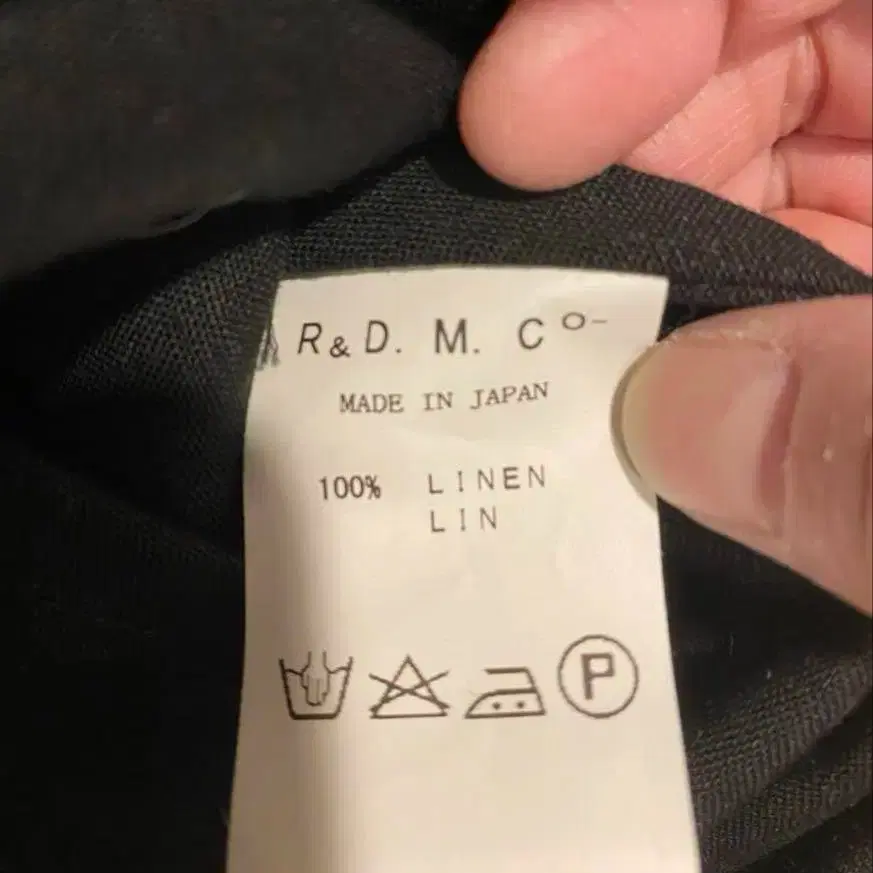 R&D. M. Co-
MADE IN JAPAN
100% LINEN
LIN
P